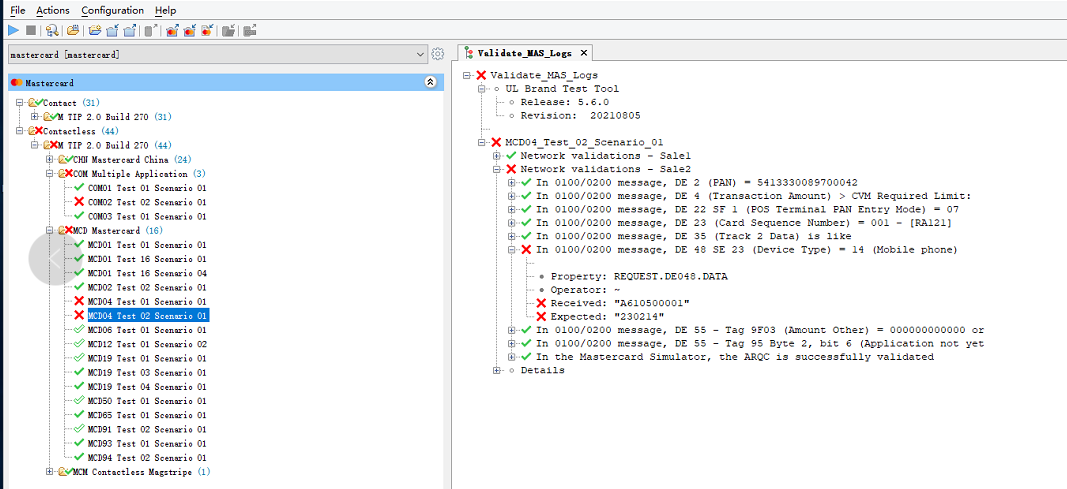 File Actions Configuration Help
mastercard [mastercard]
Mastercard
Contact (31)
M TIP 2.0 Build 270 (31)
Contactless (44)
M TIP 2.0 Build 270 (44)
CHN Mastercard China (24)
COM Multiple Application (3)
COM01 Test 01 Scenario 01
COM02 Test 02 Scenario 01
COM03 Test 01 Scenario 01
MCD Mastercard (16)
MCD01 Test 01 Scenario 01
MCD01 Test 16 Scenario 01
MCD01 Test 16 Scenario 04
MCD02 Test 02 Scenario 01
MCD04 Test 01 Scenario 01
MCD04 Test 02 Scenario 01
MCD06 Test 01 Scenario 01
MCD12 Test 01 Scenario 02
MCD19 Test 01 Scenario 01
MCD19 Test 03 Scenario 01
MCD19 Test 04 Scenario 01
MCD50 Test 01 Scenario 01
MCD65 Test 01 Scenario 01
MCD91 Test 02 Scenario 01
MCD93 Test 01 Scenario 01
MCD94 Test 02 Scenario 01
MCM Contactless Magstripe (1)
Validate_MAS_Logs
Validate_MAS_Logs
UL Brand Test Tool
Release: 5.6.0
Revision: 20210805
MCD04_Test_02_Scenario_01
Network validations - Sale1
Network validations - Sale2
In 0100/0200 message, DE 2 (PAN) = 5413330089700042
In 0100/0200 message, DE 4 (Transaction Amount) > CVM Required Limit:
In 0100/0200 message, DE 22 SF 1 (POS Terminal PAN Entry Mode) = 07
In 0100/0200 message, DE 23 (Card Sequence Number) = 001 - [RA121]
In 0100/0200 message, DE 35 (Track 2 Data) is like
In 0100/0200 message, DE 48 SE 23 (Device Type) = 14 (Mobile phone)
Property: REQUEST.DE048.DATA
Operator: ~
Received: "A610500001"
Expected: "230214"
In 0100/0200 message, DE 55 - Tag 9F03 (Amount Other) = 000000000000 or
In 0100/0200 message, DE 55 - Tag 95 Byte 2, bit 6 (Application not yet
In the Mastercard Simulator, the ARQC is successfully validated
Details